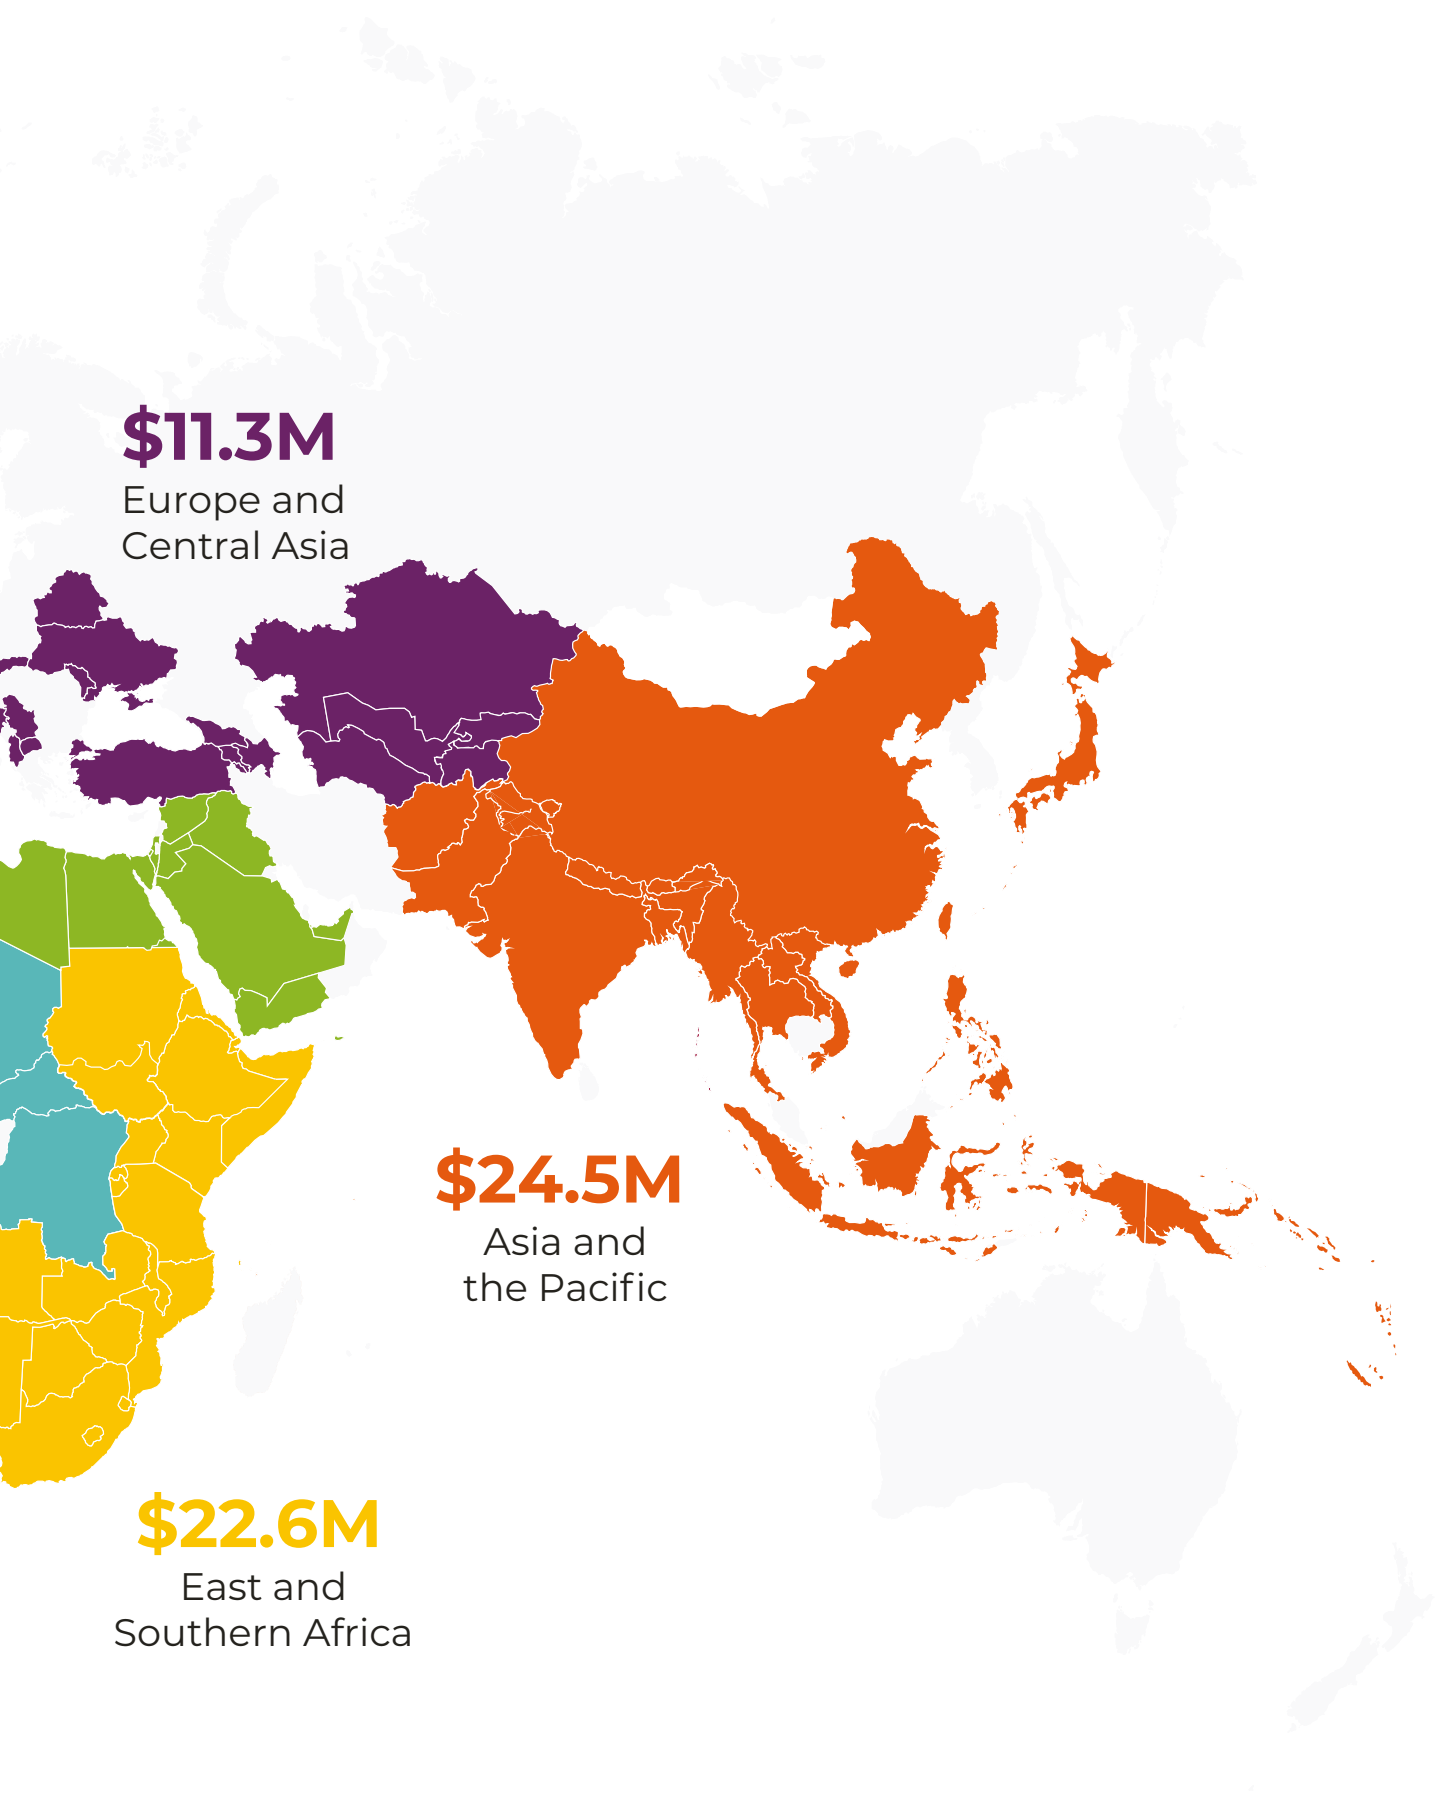 $11.3M
Europe and
Central Asia
$24.5M
Asia and
the Pacific
$22.6M
East and
Southern Africa